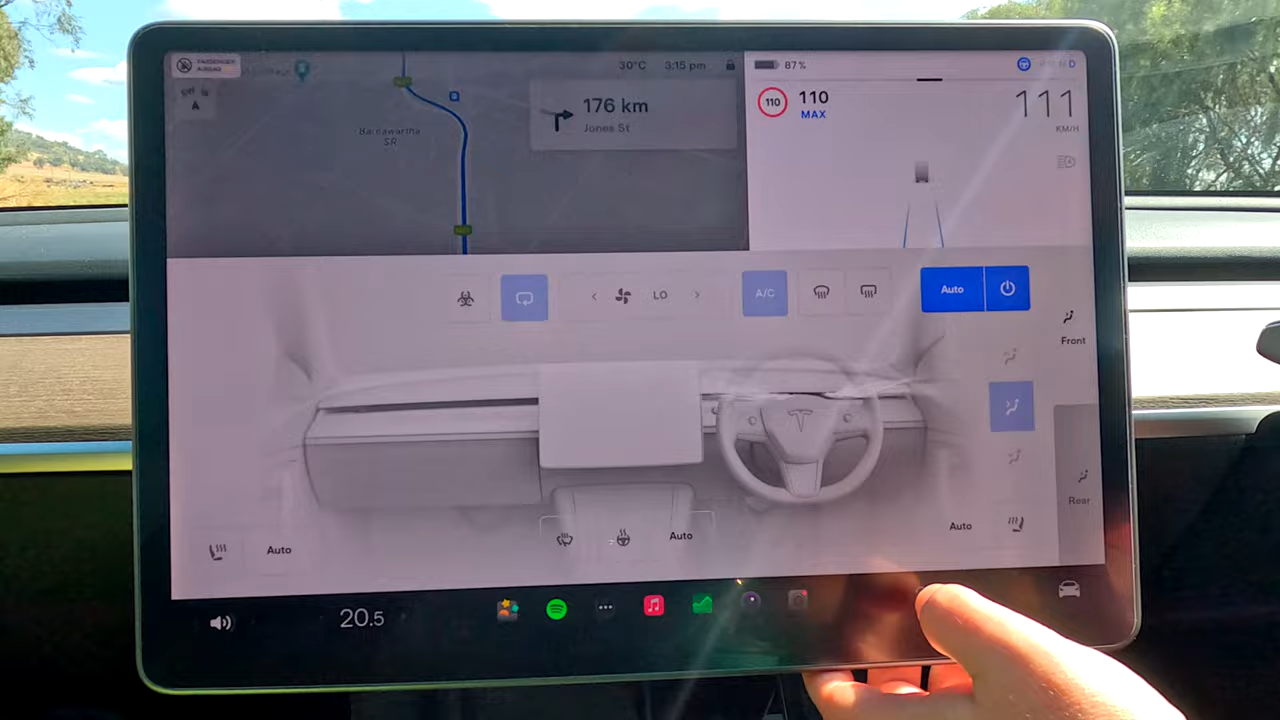 PASSENGER
AIRBAG
30°C
3:15 pm
87 %
D
176 km
Jones St
110
110
MAX
111
KM/H
A
Barnawartha
SR
LO
A/C
Auto
Front
Rear
Auto
Auto
Auto
20.5